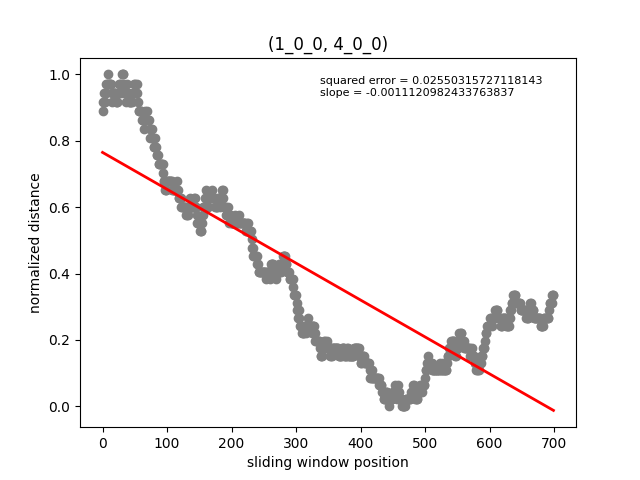 (1_0_0, 4_0_0)
squared error = 0.02550315727118143
slope = -0.0011120982433763837
1.0
0.8
0.6
0.4
0.2
0.0
normalized distance
0 100 200 300 400 500 600 700
sliding window position